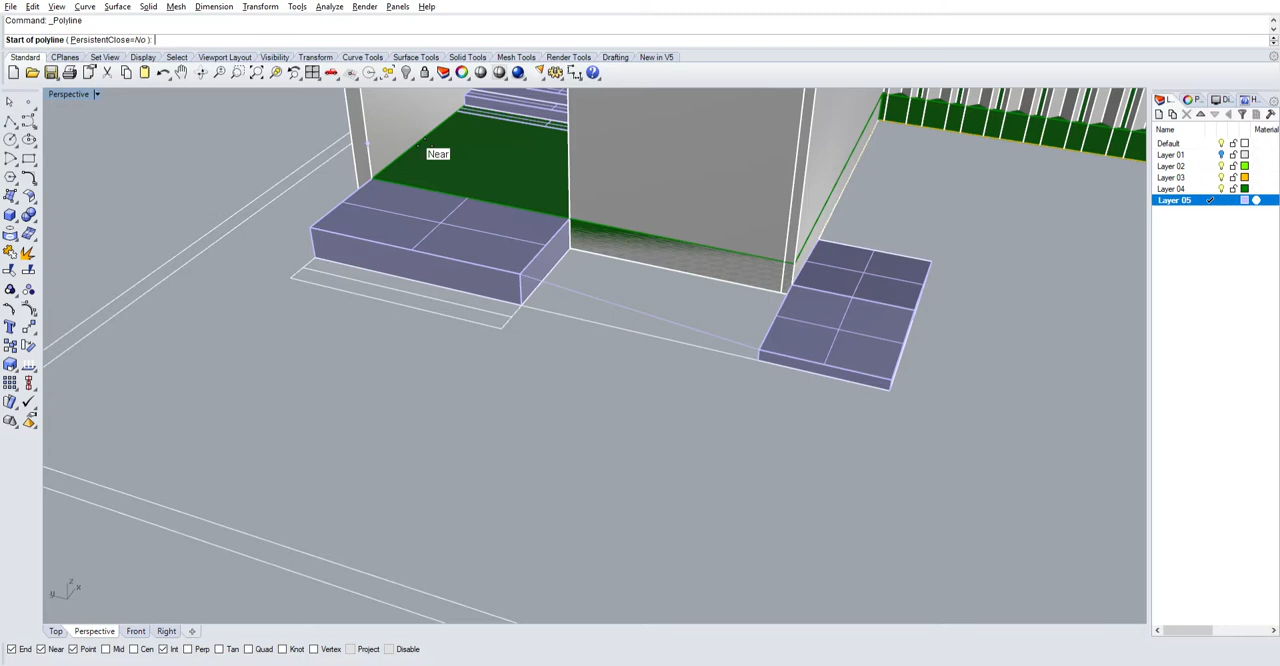 File Edit View Curve Surface Solid Mesh Dimension Transform Tools Analyze Render Panels Help
Command: _Polyline
Start of polyline ( PersistentClose=No ):
Standard CPlanes Set View Display Select Viewport Layout Visibility Transform Curve Tools Surface Tools Solid Tools Mesh Tools Render Tools Drafting New in V5
Perspective
L... P... Di... H...
Name Material
Default
Layer 01
Layer 02
Layer 03
Layer 04
Layer 05
Near
z
y x
Top Perspective Front Right
End Near Point Mid Cen Int Perp Tan Quad Knot Vertex Project Disable